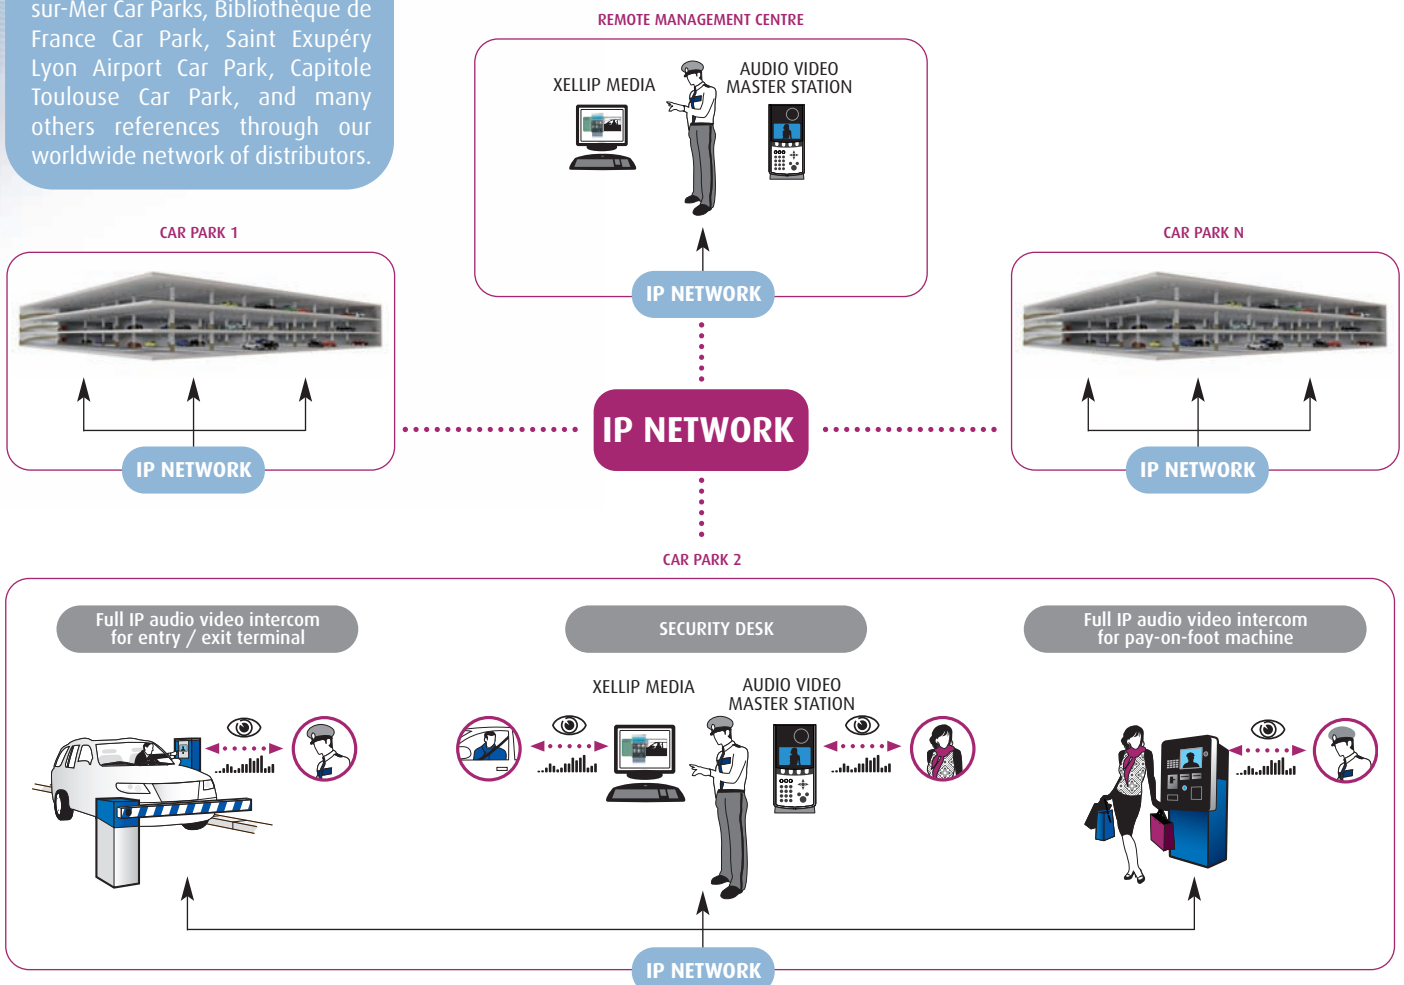 sur-Mer Car Parks, Bibliothèque de
France Car Park, Saint Exupéry
Lyon Airport Car Park, Capitole
Toulouse Car Park, and many
others references through our
worldwide network of distributors.
REMOTE MANAGEMENT CENTRE
XELLIP MEDIA
AUDIO VIDEO
MASTER STATION
IP NETWORK
CAR PARK 1
IP NETWORK
IP NETWORK
CAR PARK N
IP NETWORK
CAR PARK 2
Full IP audio video intercom
for entry / exit terminal
SECURITY DESK
XELLIP MEDIA
AUDIO VIDEO
MASTER STATION
Full IP audio video intercom
for pay-on-foot machine
IP NETWORK